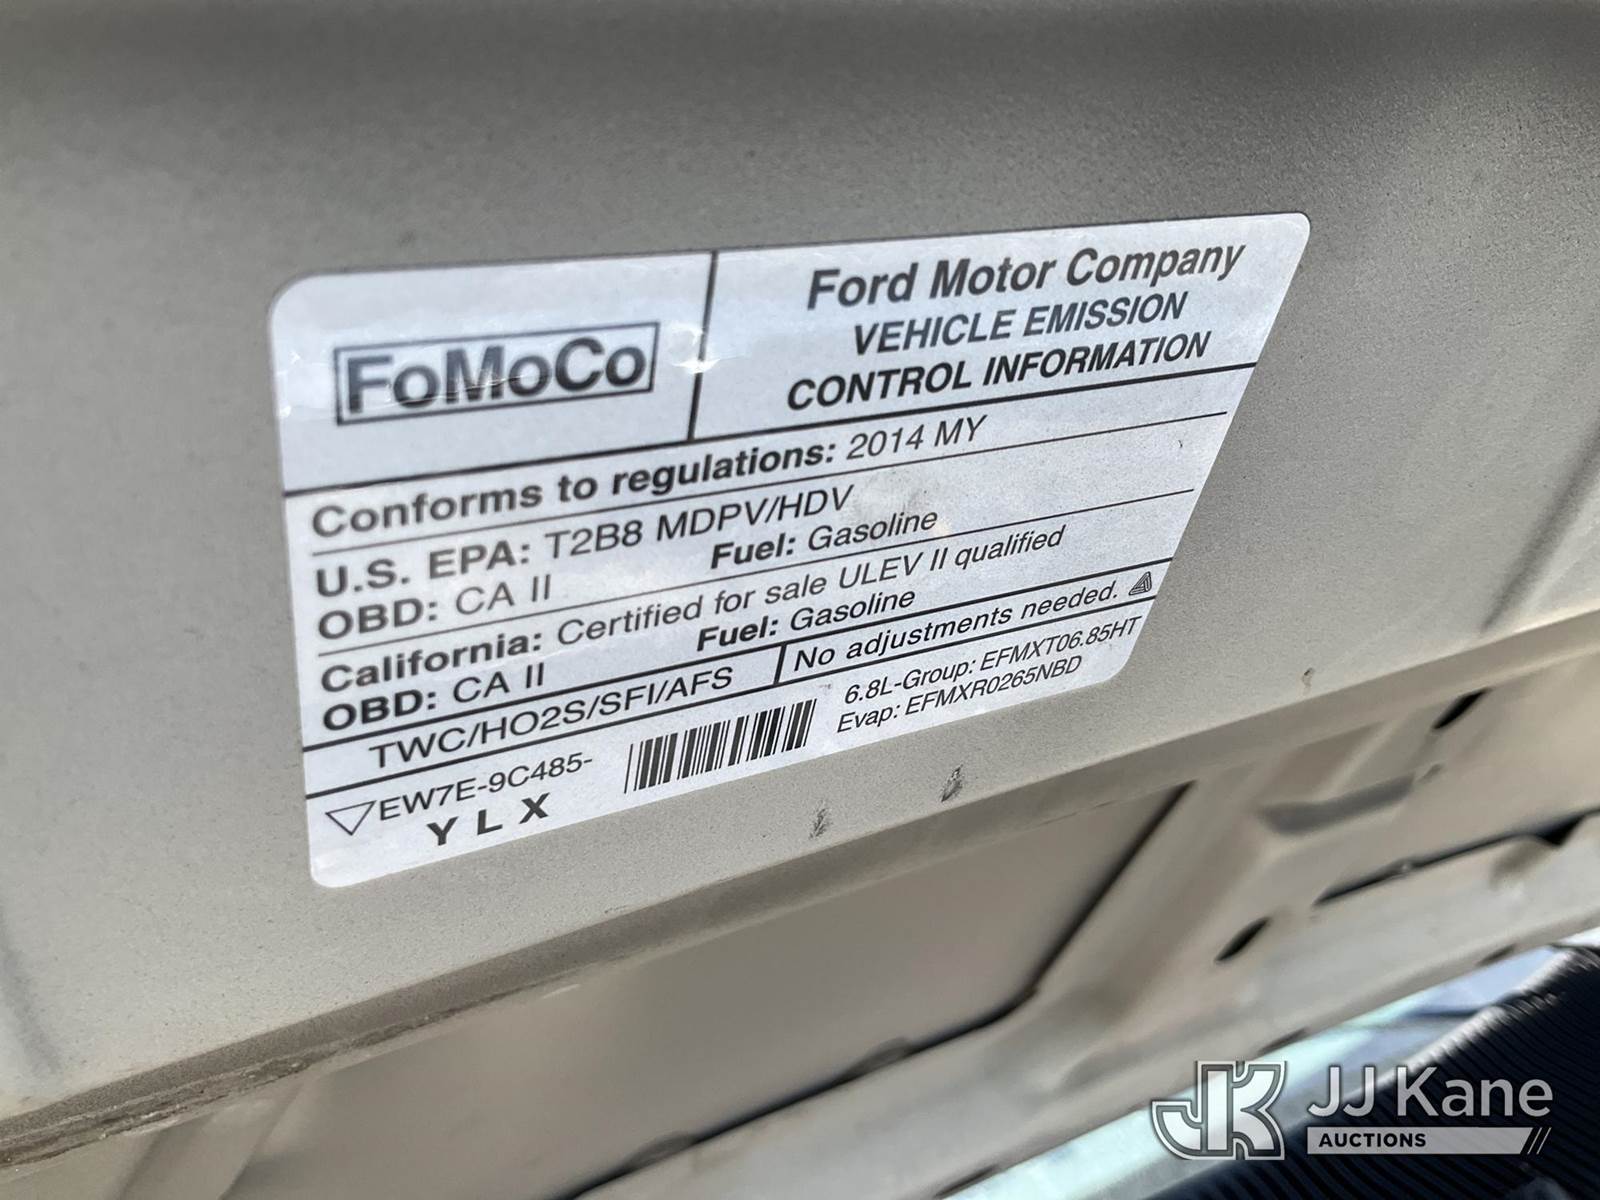 FoMoCo
Ford Motor Company
VEHICLE EMISSION
CONTROL INFORMATION
Conforms to regulations: 2014 MY
U.S. EPA: T2B8 MDPV/HDV
OBD: CA II Fuel: Gasoline
California: Certified for sale ULEV II qualified
OBD: CA II Fuel: Gasoline
TWC/HO2S/SFI/AFS No adjustments needed.
EW7E-9C485-
YLX
6.8L-Group: EFMXT06.85HT
Evap: EFMXR0265NBD
JK JJ Kane
AUCTIONS